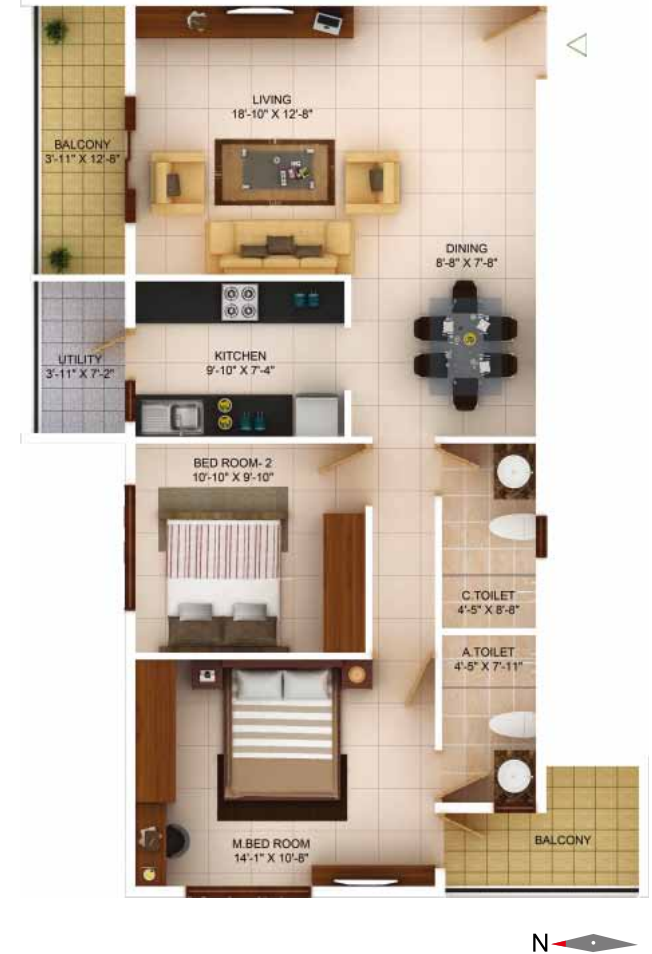 LIVING
18'-10" X 12'-8"
BALCONY
3'-11" X 12'-8"
DINING
8'-8" X 7'-8"
UTILITY
3'-11" X 7'-2"
KITCHEN
9'-10" X 7'-4"
BED ROOM- 2
10'-10" X 9'-10"
C.TOILET
4'-5" X 8'-8"
A.TOILET
4'-5" X 7'-11"
M.BED ROOM
14'-1" X 10'-8"
BALCONY
N